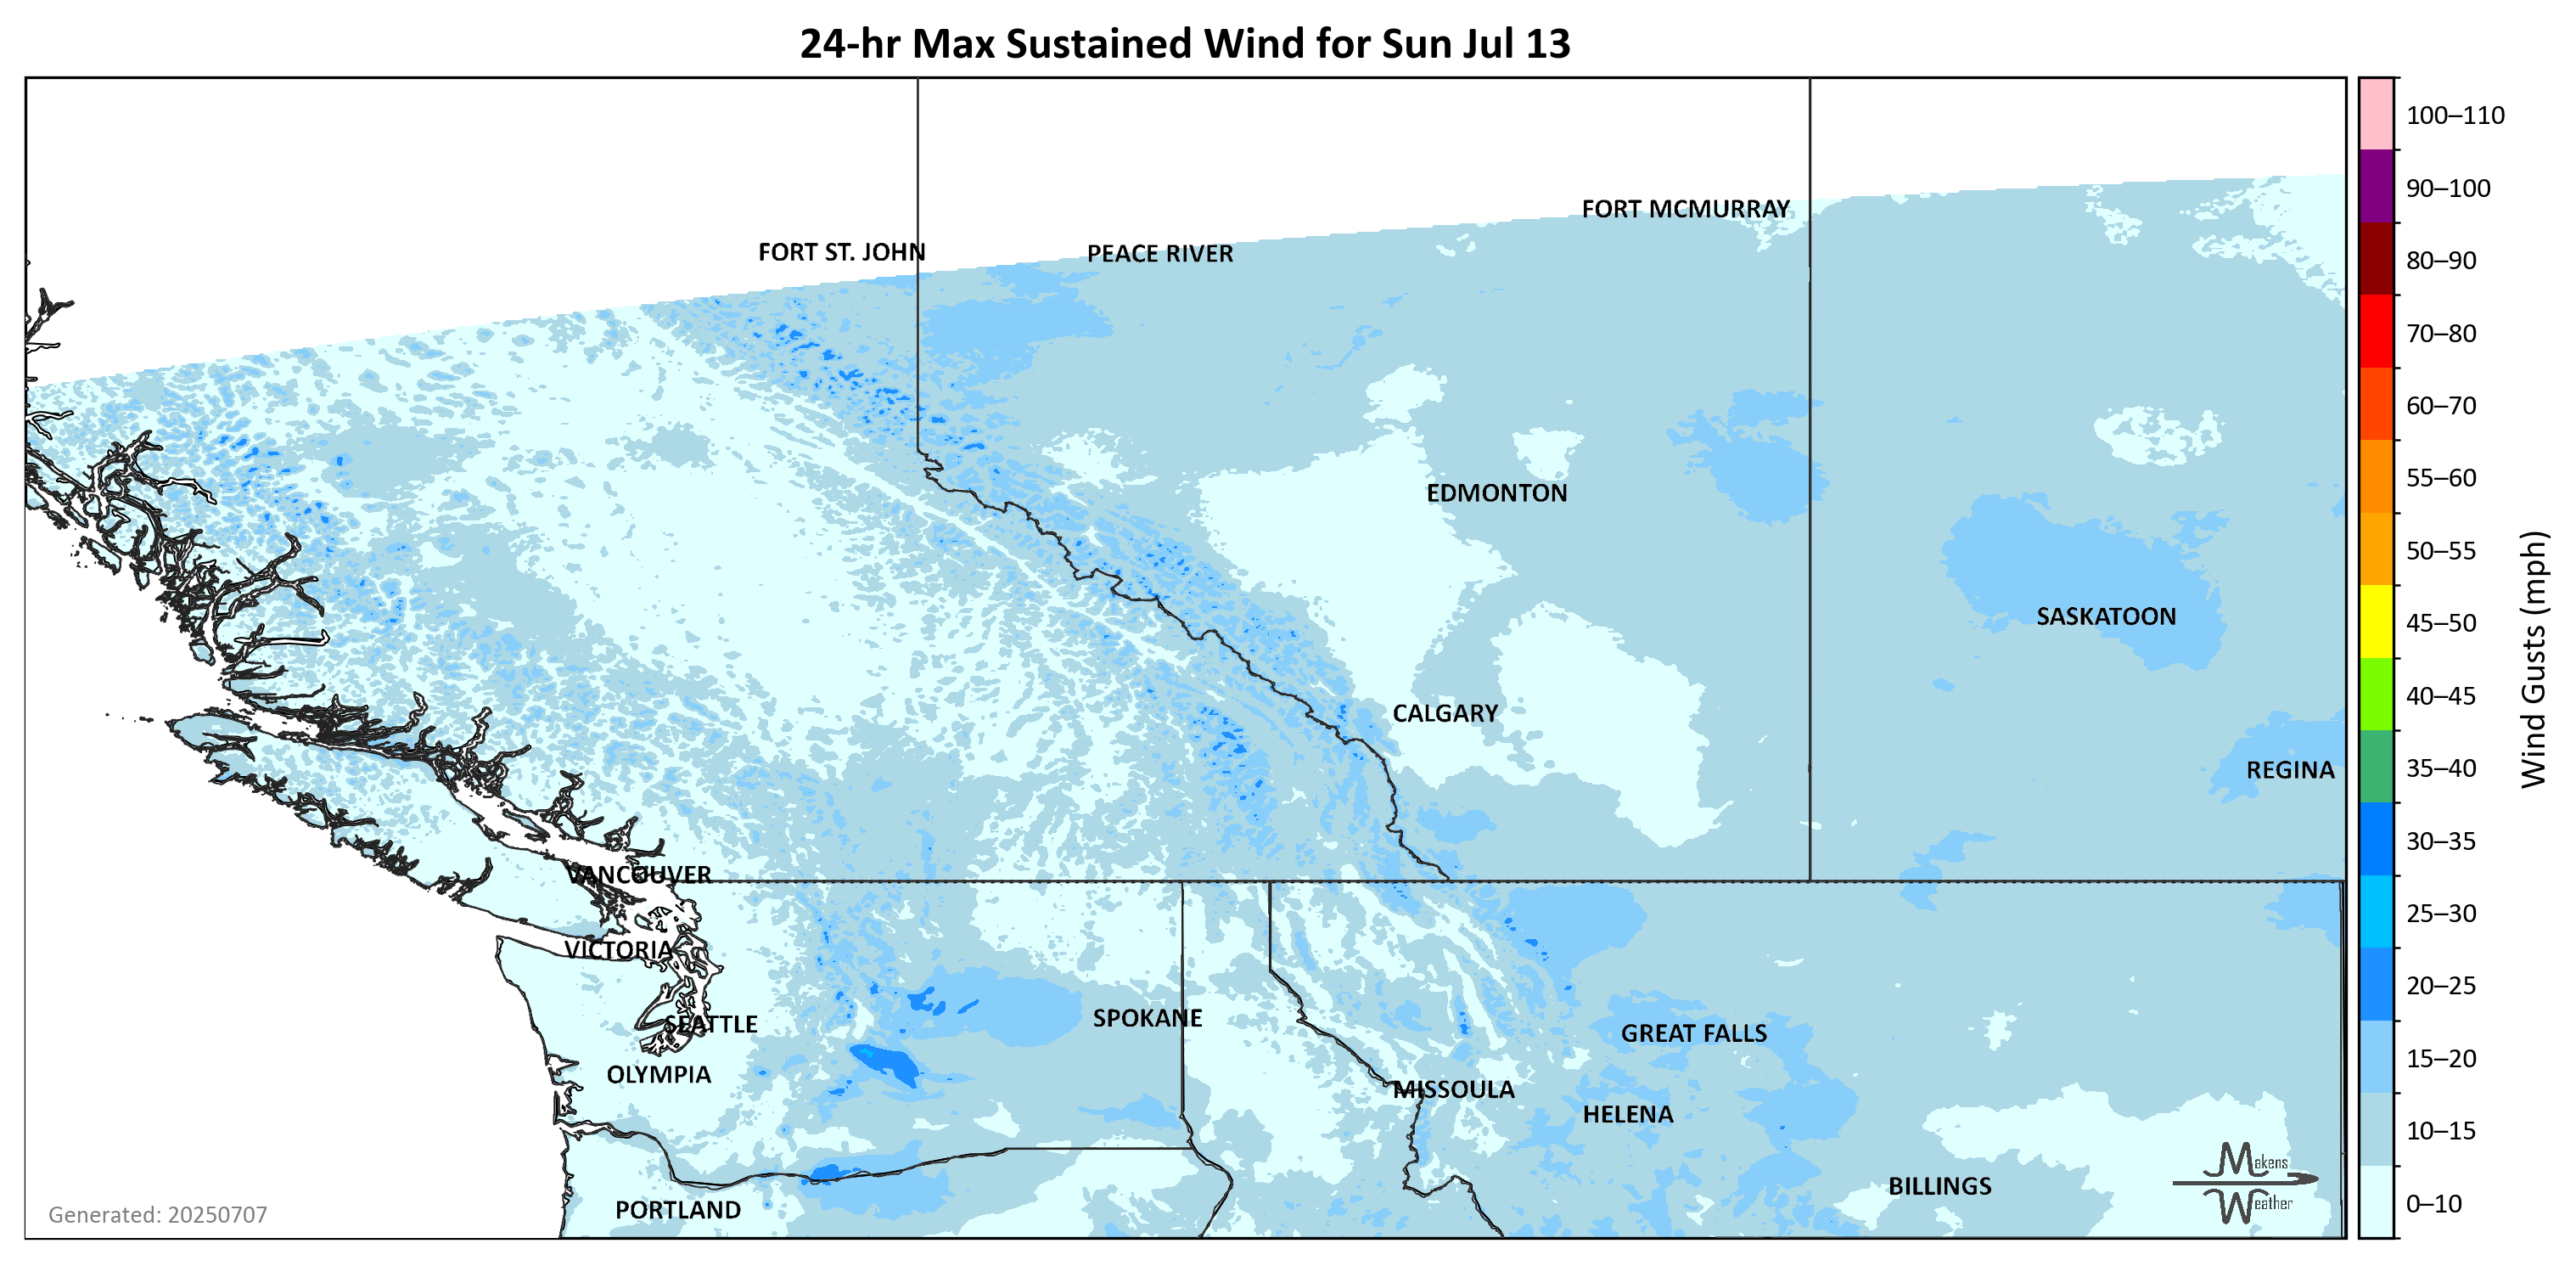 24-hr Max Sustained Wind for Sun Jul 13
100–110
90–100
80–90
70–80
60–70
55–60
50–55
45–50
40–45
35–40
30–35
25–30
20–25
15–20
10–15
0–10
Wind Gusts (mph)
FORT MCMURRAY
FORT ST. JOHN
PEACE RIVER
EDMONTON
SASKATOON
CALGARY
REGINA
VANCOUVER
VICTORIA
SEATTLE
SPOKANE
GREAT FALLS
OLYMPIA
MISSOULA
HELENA
BILLINGS
PORTLAND
Makens
Weather
Generated: 20250707